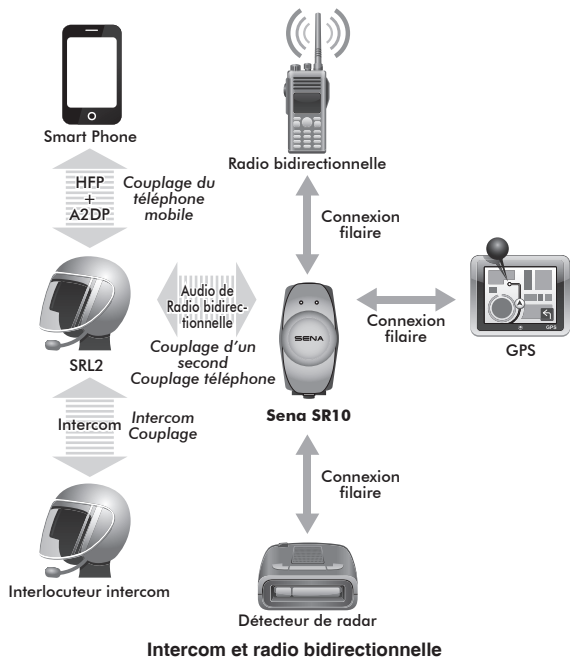 Smart Phone
Radio bidirectionnelle
HFP
+
A2DP
Couplage du
téléphone
mobile
Connexion
filaire
Audio de
Radio bidirec-
tionnelle
SENA
Connexion
filaire
GPS
GPS
SRL2
Couplage d'un
second
Couplage téléphone
Sena SR10
Intercom
Intercom
Couplage
Connexion
filaire
Interlocuteur intercom
Détecteur de radar
Intercom et radio bidirectionnelle